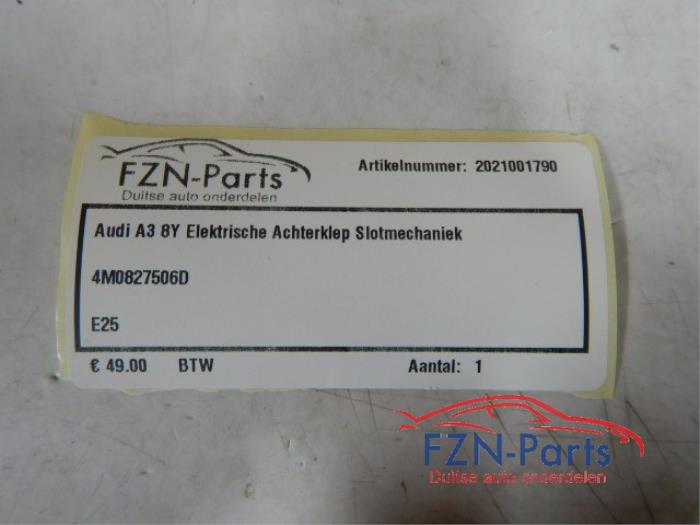 FZN-Parts
Duitse auto onderdelen
Artikelnummer: 2021001790
Audi A3 8Y Elektrische Achterklep Slotmechaniek
4M0827506D
E25
€ 49.00 BTW Aantal: 1
FZN-Parts
Duitse auto onderdelen